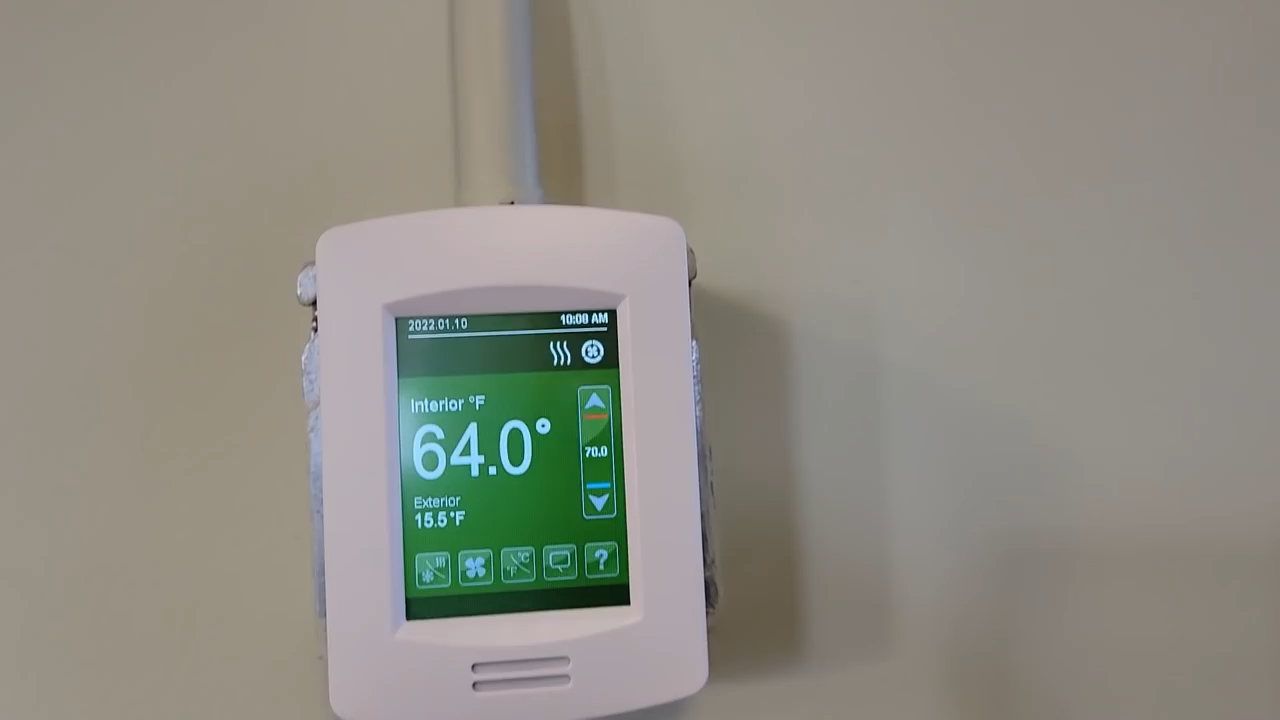 2022.01.10 10:00 AM
Interior °F
64.0°
70.0
Exterior
15.5°F
°F °C
?